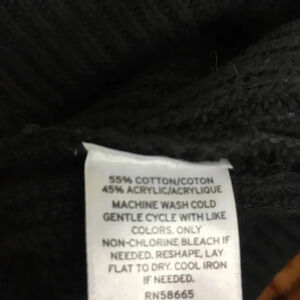 55% COTTON/COTON
45% ACRYLIC/ACRYLIQUE
MACHINE WASH COLD
GENTLE CYCLE WITH LIKE
COLORS. ONLY
NON-CHLORINE BLEACH IF
NEEDED. RESHAPE, LAY
FLAT TO DRY. COOL IRON
IF NEEDED.
RN58665